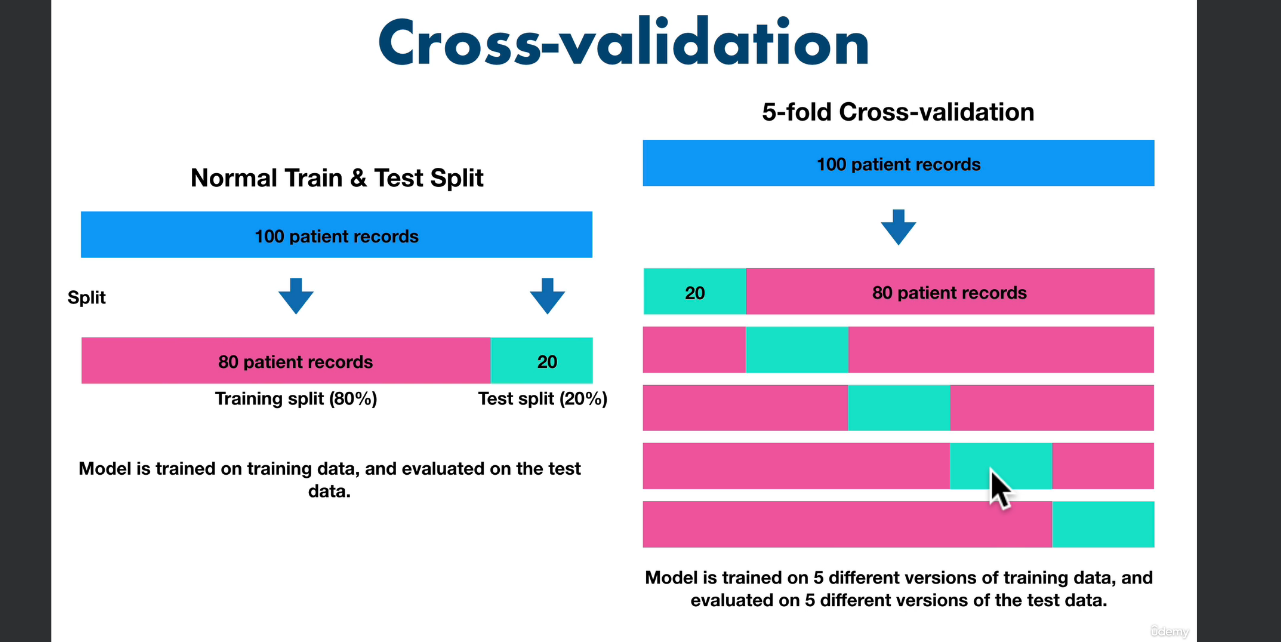 Cross-validation
Normal Train & Test Split
100 patient records
Split
80 patient records
20
Training split (80%)
Test split (20%)
Model is trained on training data, and evaluated on the test
data.
5-fold Cross-validation
100 patient records
20
80 patient records
Model is trained on 5 different versions of training data, and
evaluated on 5 different versions of the test data.
ûdemy